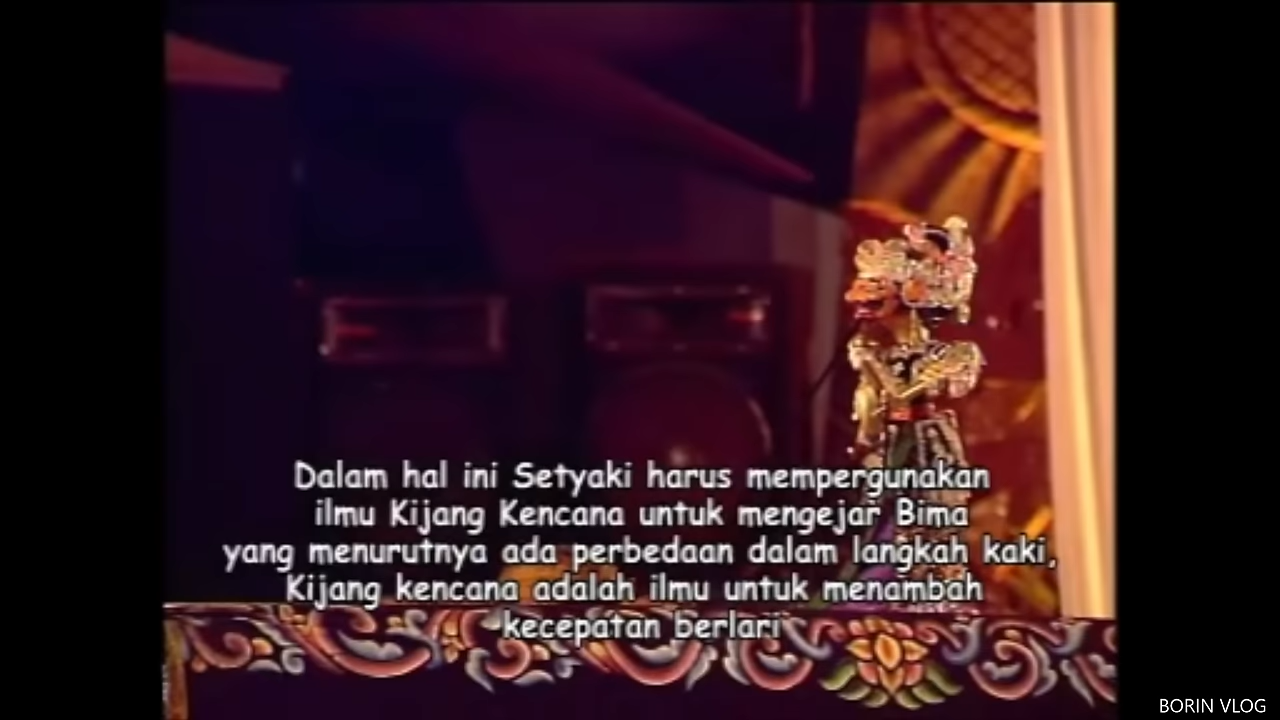 Dalam hal ini Setyaki harus mempergunakan
ilmu Kijang Kencana untuk mengejar Bima
yang menurutnya ada perbedaan dalam langkah kaki,
Kijang kencana adalah ilmu untuk menambah
kecepatan berlari
BORIN VLOG